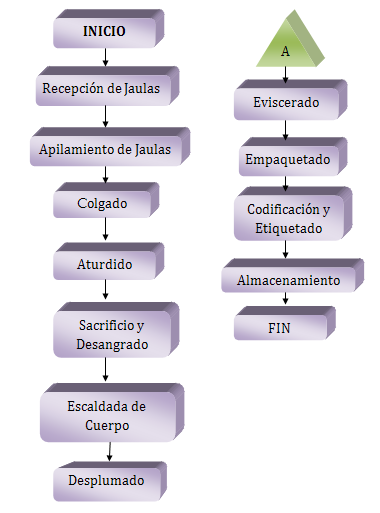 INICIO
Recepción de Jaulas
Apilamiento de Jaulas
Colgado
Aturdido
Sacrificio y
Desangrado
Escaldada de
Cuerpo
Desplumado
A
Eviscerado
Empaquetado
Codificación y
Etiquetado
Almacenamiento
FIN